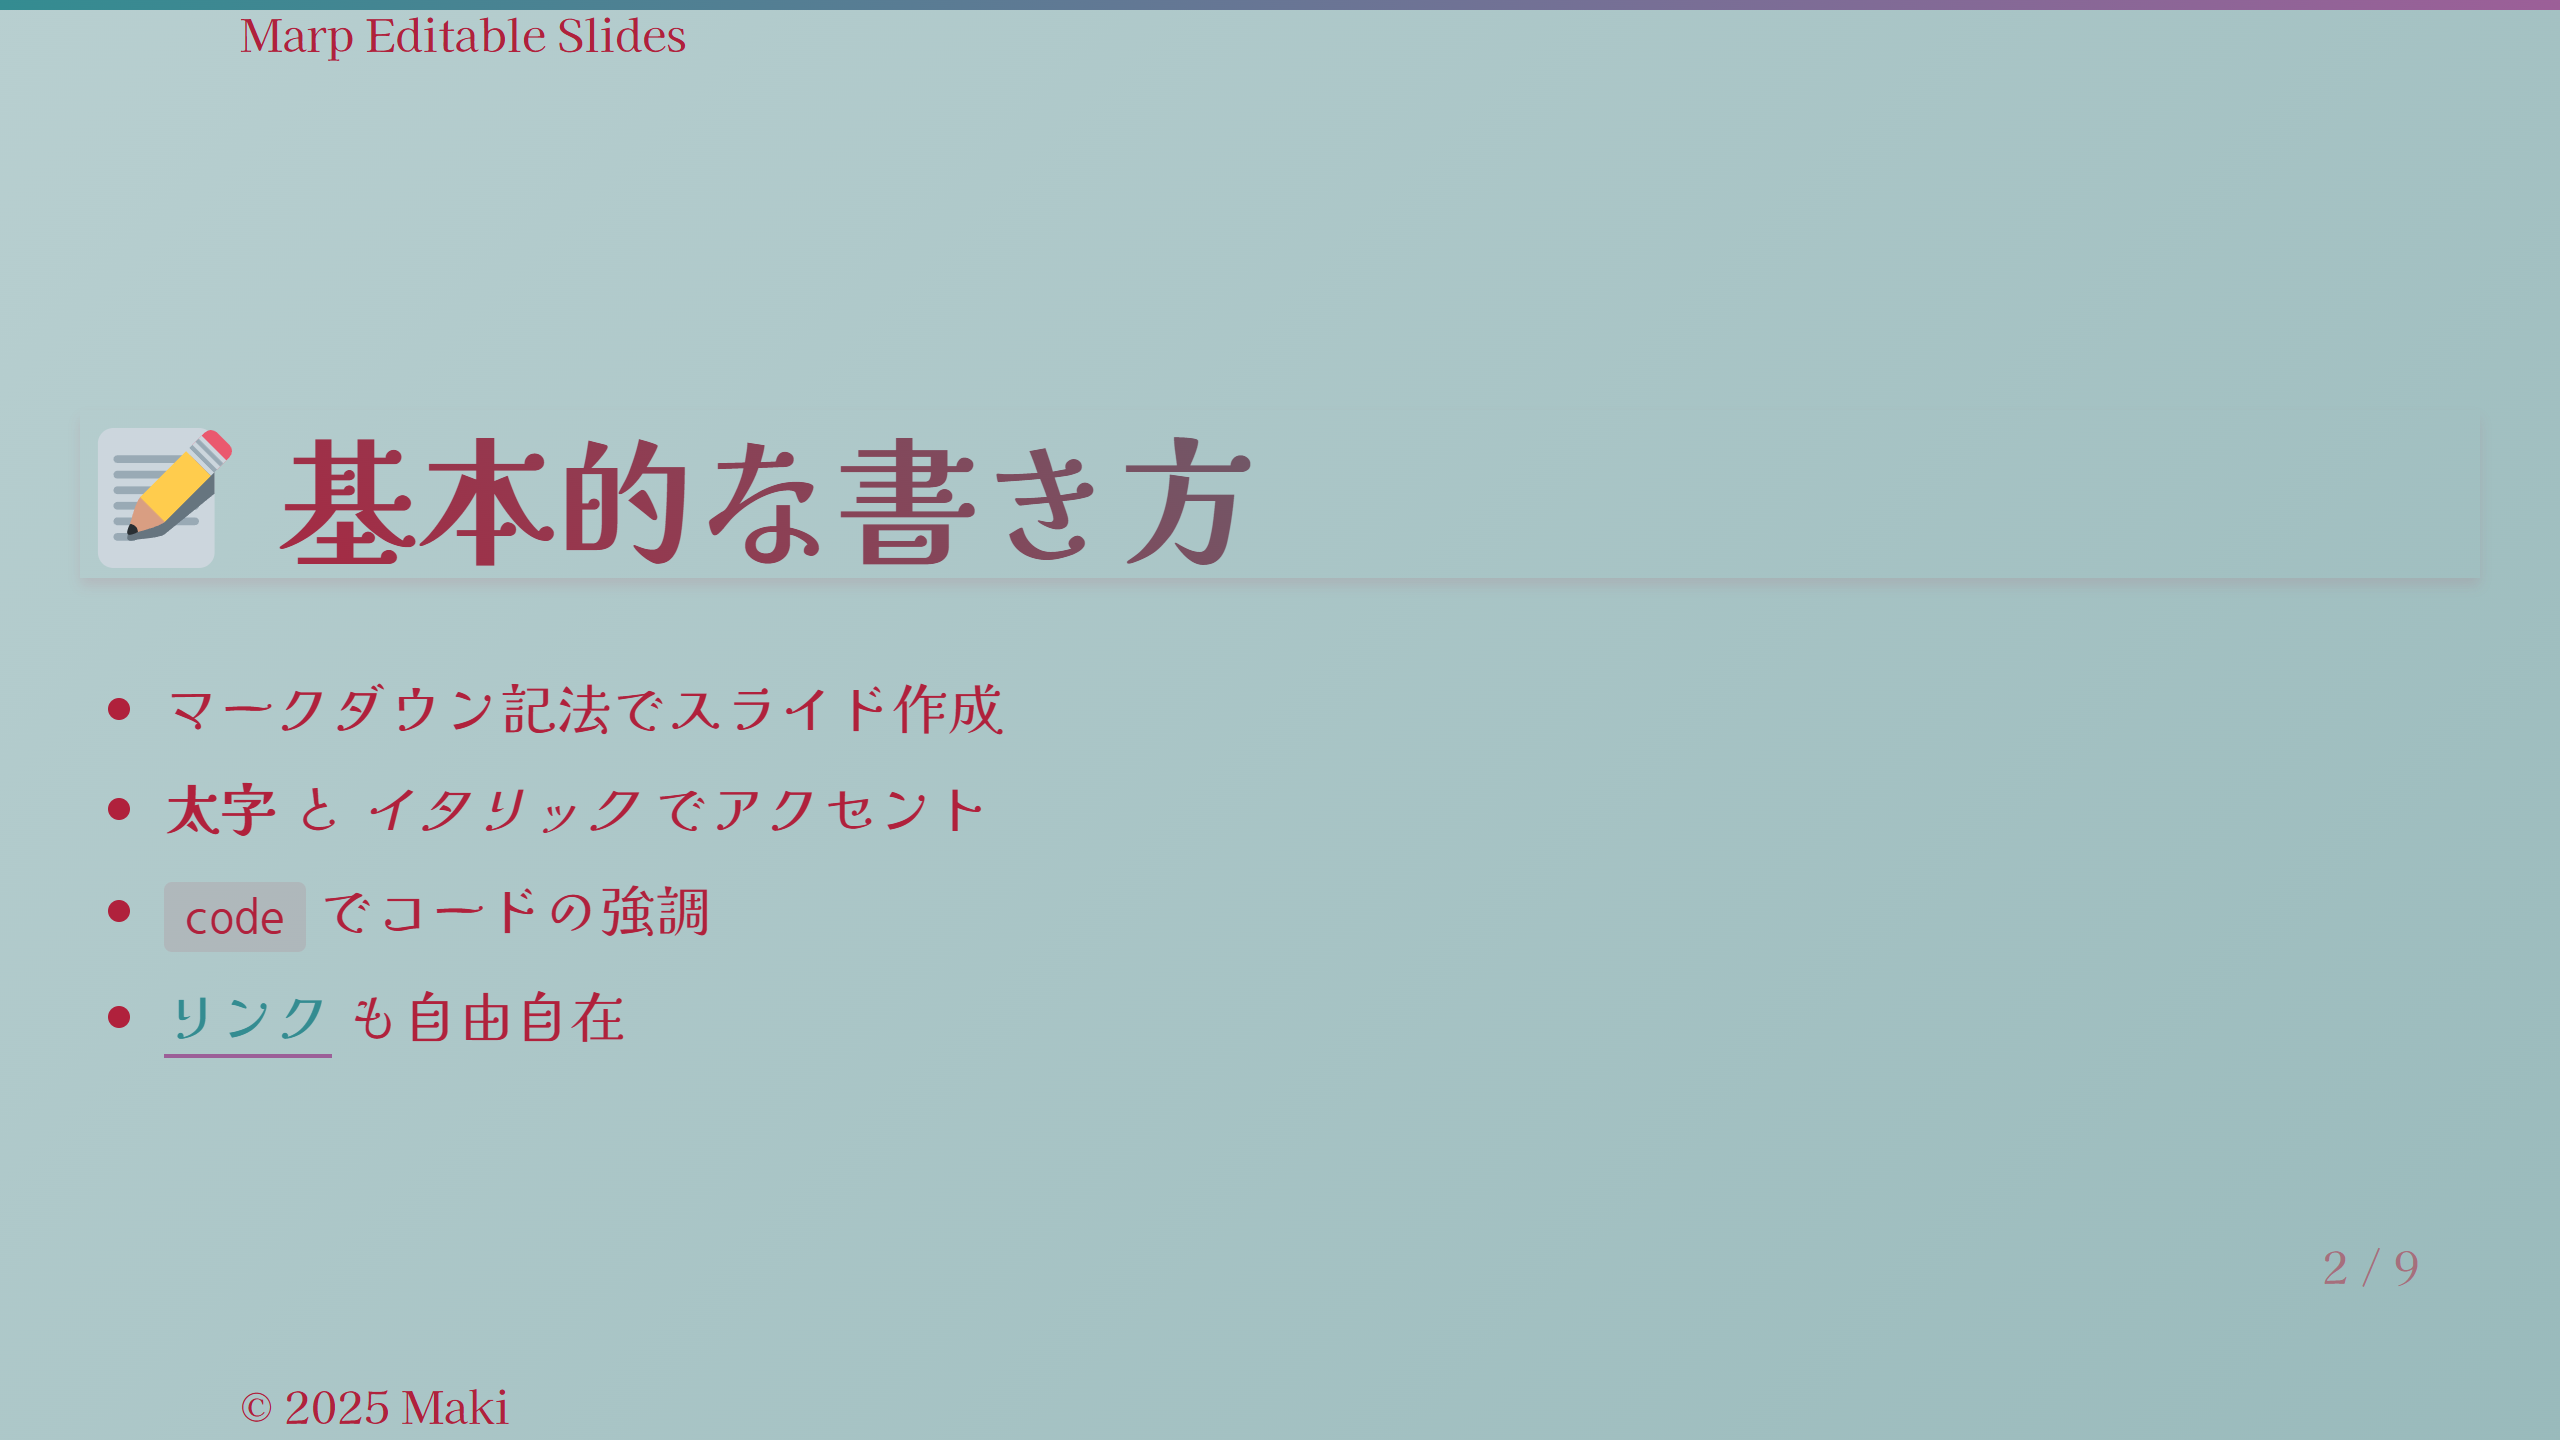 Marp Editable Slides
📝 基本的な書き方
• マークダウン記法でスライド作成
• 太字 と イタリック でアクセント
• code でコードの強調
• リンク も自由自在
2 / 9
© 2025 Maki